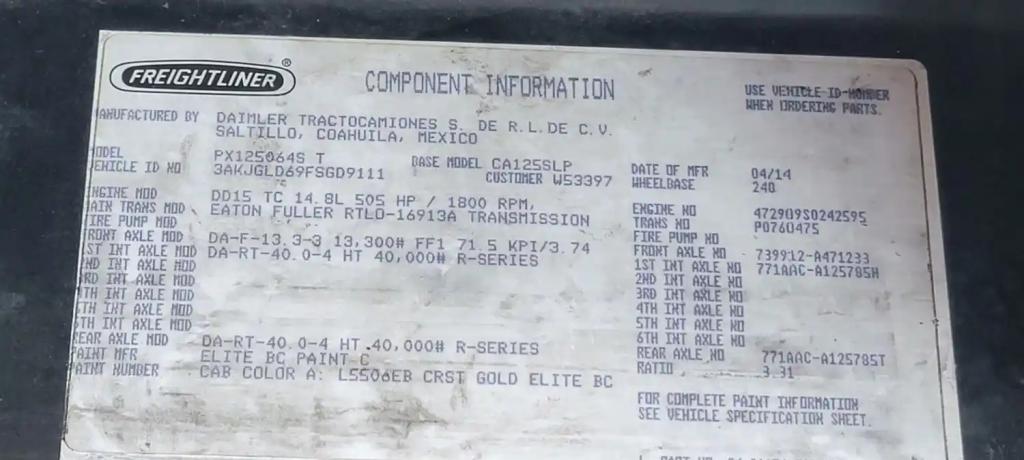 FREIGHTLINER®
COMPONENT INFORMATION
USE VEHICLE ID-NUMBER
WHEN ORDERING PARTS.
MANUFACTURED BY DAIMLER TRACTOCAMIONES S. DE R.L. DE C.V.
SALTILLO, COAHUILA, MEXICO
MODEL PX125064S T BASE MODEL CA125SLP DATE OF MFR 04/14
VEHICLE ID NO 3AKJGLD69FSGD9111 CUSTOMER W53397 WHEELBASE 240
ENGINE MOD DD15 TC 14.8L 505 HP / 1800 RPM, ENGINE NO 472909S0242595
MAIN TRANS MOD EATON FULLER RTLO-16913A TRANSMISSION TRANS NO P0760475
FIRE PUMP MOD FIRE PUMP NO
FRONT AXLE MOD DA-F-13.3-3 13,300# FF1 71.5 KPI/3.74 FRONT AXLE NO 739912-A471233
1ST INT AXLE MOD DA-RT-40.0-4 HT 40,000# R-SERIES 1ST INT AXLE NO 771AAC-A125785H
2ND INT AXLE MOD 2ND INT AXLE NO
3RD INT AXLE MOD 3RD INT AXLE NO
4TH INT AXLE MOD 4TH INT AXLE NO
5TH INT AXLE MOD 5TH INT AXLE NO
6TH INT AXLE MOD 6TH INT AXLE NO
REAR AXLE MOD DA-RT-40.0-4 HT 40,000# R-SERIES REAR AXLE NO 771AAC-A125785T
PAINT MFR ELITE BC PAINT C RATIO 3.31
PAINT NUMBER CAB COLOR A: L5506EB CRST GOLD ELITE BC
FOR COMPLETE PAINT INFORMATION
SEE VEHICLE SPECIFICATION SHEET.